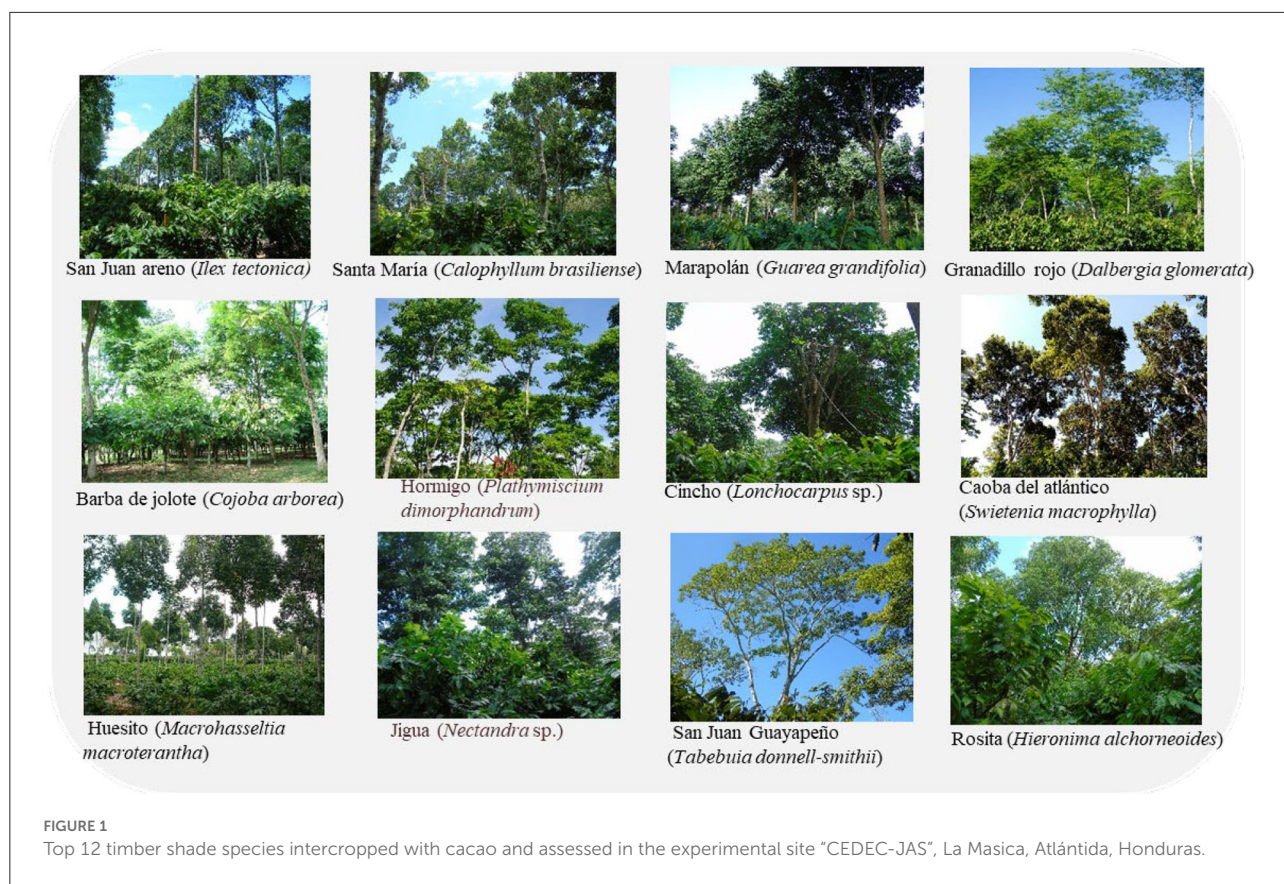 San Juan areno (Ilex tectonica)
Santa María (Calophyllum brasiliense)
Marapolán (Guarea grandifolia)
Granadillo rojo (Dalbergia glomerata)
Barba de jolote (Cojoba arborea)
Hormigo (Plathymiscium
dimorphandrum)
Cincho (Lonchocarpus sp.)
Caoba del atlántico
(Swietenia macrophylla)
Huesito (Macrohasseltia
macroterantha)
Jigua (Nectandra sp.)
San Juan Guayapeño
(Tabebuia donnell-smithii)
Rosita (Hieronima alchorneoides)
FIGURE 1
Top 12 timber shade species intercropped with cacao and assessed in the experimental site "CEDEC-JAS", La Masica, Atlántida, Honduras.